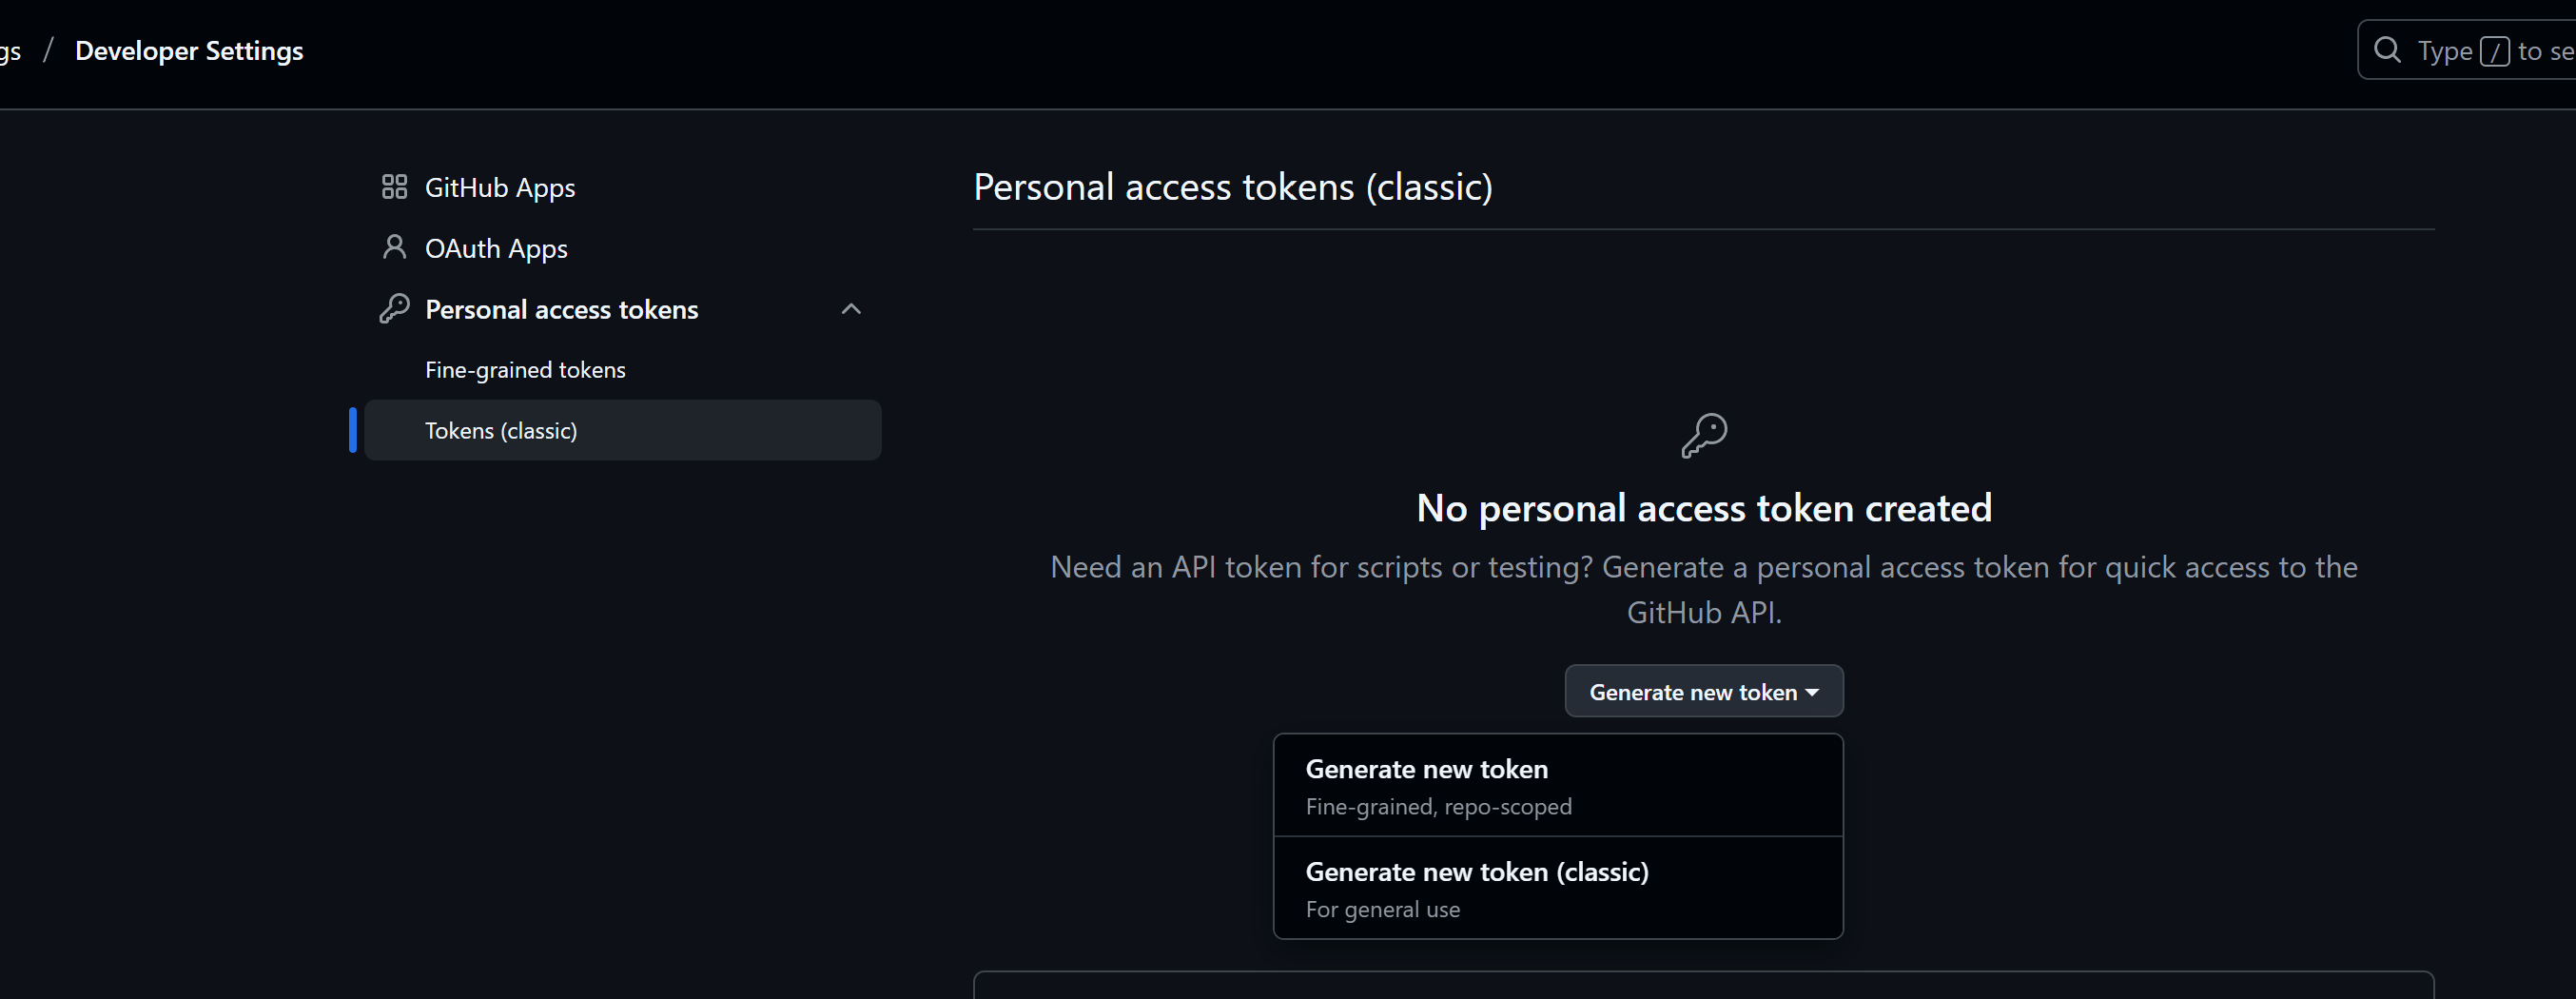 gs / Developer Settings
Type / to se
GitHub Apps
OAuth Apps
Personal access tokens
Fine-grained tokens
Tokens (classic)
Personal access tokens (classic)
No personal access token created
Need an API token for scripts or testing? Generate a personal access token for quick access to the
GitHub API.
Generate new token
Generate new token
Fine-grained, repo-scoped
Generate new token (classic)
For general use